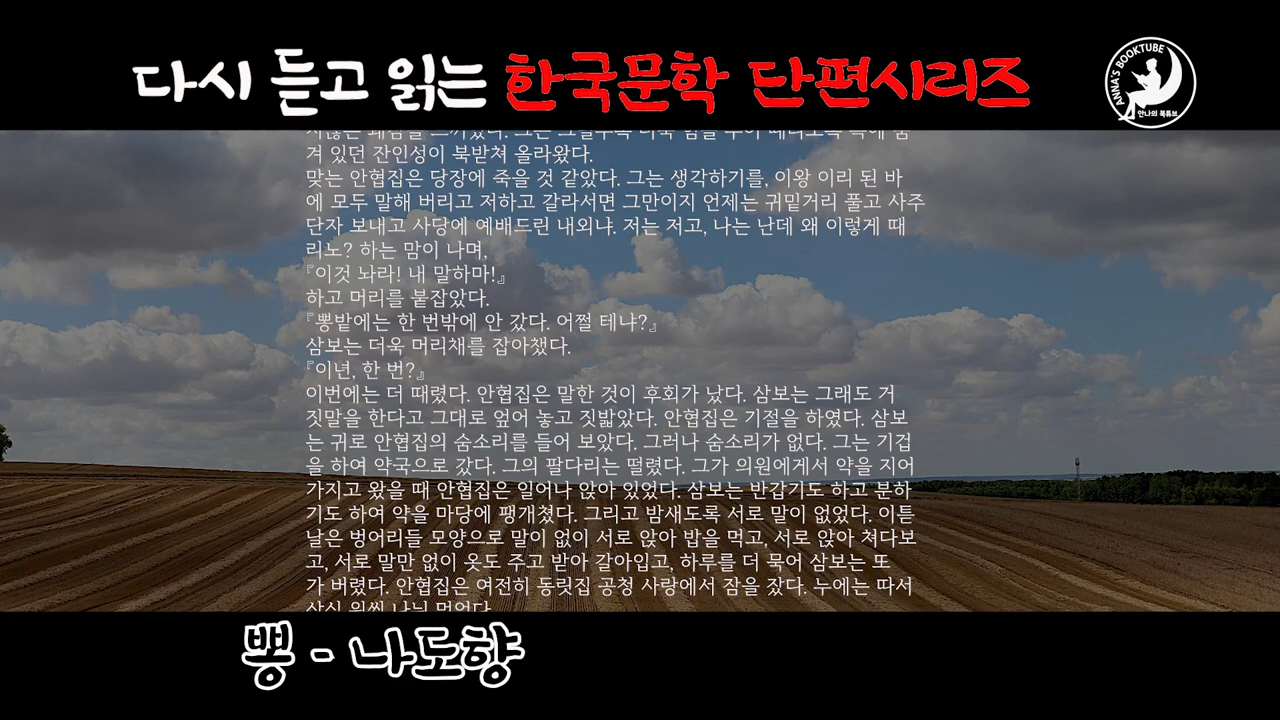 다시 듣고 읽는 한국문학 단편시리즈
ANNA'S BOOKTUBE
안나의 북튜브
겨 있던 잔인성이 북받쳐 올라왔다.
맞는 안협집은 당장에 죽을 것 같았다. 그는 생각하기를, 이왕 이리 된 바
에 모두 말해 버리고 저하고 갈라서면 그만이지 언제는 귀밑거리 풀고 사주
단자 보내고 사당에 예배드린 내외냐. 저는 저고, 나는 난데 왜 이렇게 때
리노? 하는 맘이 나며,
『이것 놔라! 내 말하마!』
하고 머리를 붙잡았다.
『뽕밭에는 한 번밖에 안 갔다. 어쩔 테냐?』
삼보는 더욱 머리채를 잡아챘다.
『이년, 한 번?』
이번에는 더 때렸다. 안협집은 말한 것이 후회가 났다. 삼보는 그래도 거
짓말을 한다고 그대로 엎어 놓고 짓밟았다. 안협집은 기절을 하였다. 삼보
는 귀로 안협집의 숨소리를 들어 보았다. 그러나 숨소리가 없다. 그는 기겁
을 하여 약국으로 갔다. 그의 팔다리는 떨렸다. 그가 의원에게서 약을 지어
가지고 왔을 때 안협집은 일어나 앉아 있었다. 삼보는 반갑기도 하고 분하
기도 하여 약을 마당에 팽개쳤다. 그리고 밤새도록 서로 말이 없었다. 이튿
날은 벙어리들 모양으로 말이 없이 서로 앉아 밥을 먹고, 서로 앉아 쳐다보
고, 서로 말만 없이 옷도 주고 받아 갈아입고, 하루를 더 묵어 삼보는 또
가 버렸다. 안협집은 여전히 동릿집 공청 사랑에서 잠을 잤다. 누에는 따서
뽕 - 나도향